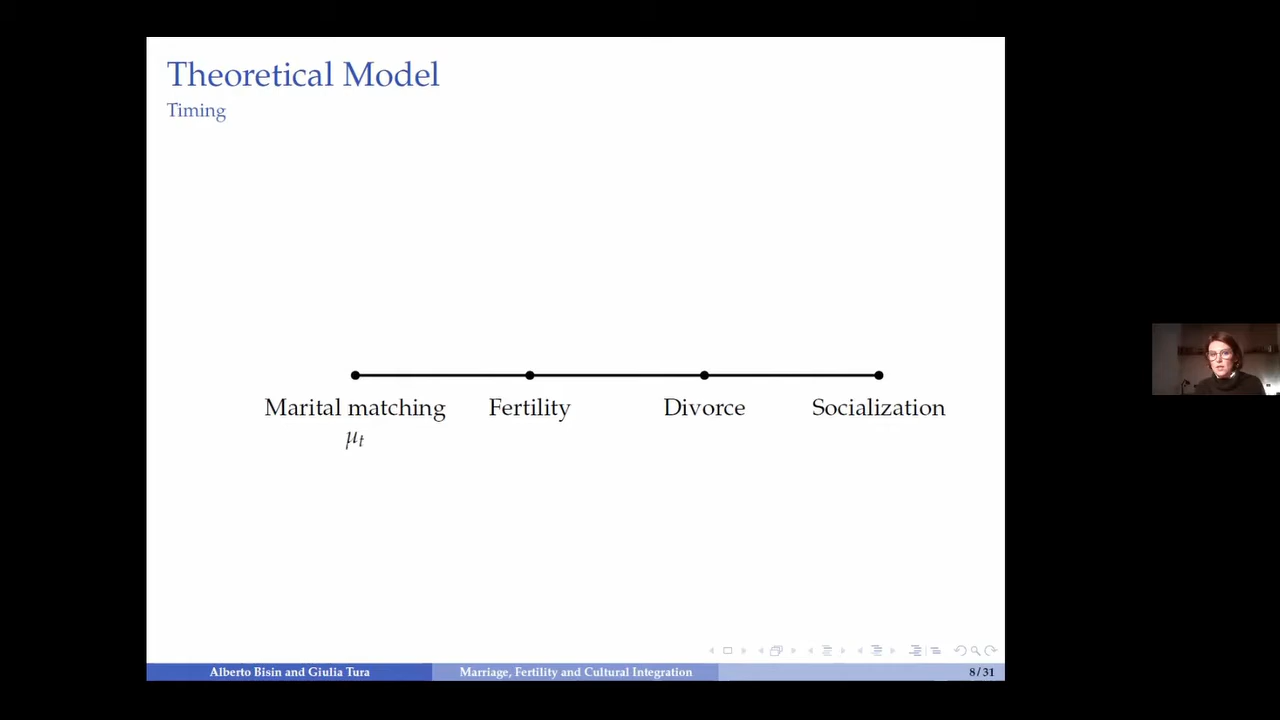 Theoretical Model
Timing
Marital matching Fertility Divorce Socialization
μt
Alberto Bisin and Giulia Tura Marriage, Fertility and Cultural Integration 8 / 31